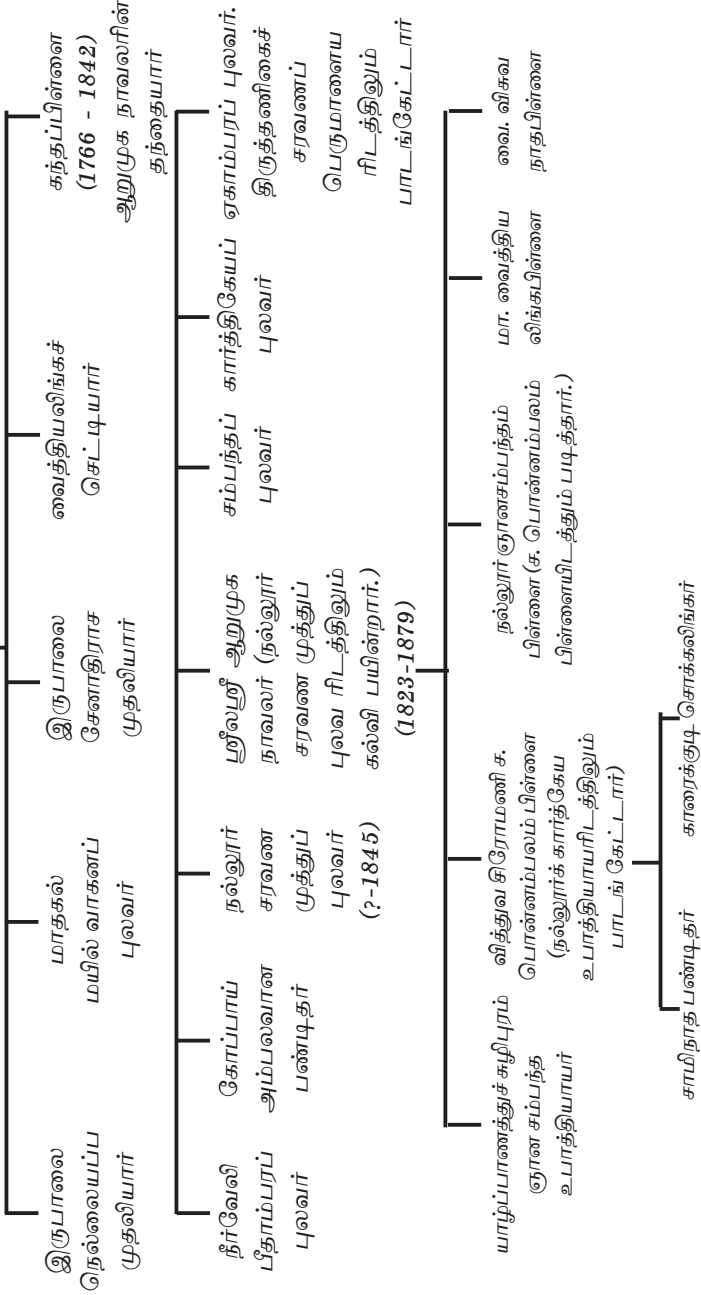 இருபாலை
நெல்லையப்ப
முதலியார்
மாதகல்
மயில் வாகனப்
புலவர்
இருபாலை
சேனாதிராச
முதலியார்
வைத்தியலிங்கச்
செட்டியார்
கந்தப்பிள்ளை
(1766 - 1842)
ஆறுமுக நாவலரின்
தந்தையார்
நீர்வேலி
பீதாம்பரப்
புலவர்
கோப்பாய்
அம்பலவான
பண்டிதர்
நல்லூர்
சரவண
முத்துப்
புலவர்
(?-1845)
ஸ்ரீலஸ்ரீ ஆறுமுக
நாவலர் (நல்லூர்
சரவண முத்துப்
புலவ ரிடத்திலும்
கல்வி பயின்றார்.)
(1823-1879)
சம்பந்தப்
புலவர்
கார்த்திகேயப்
புலவர்
ஏகாம்பரப் புலவர்.
திருத்தணிகைச்
சரவணப்
பெருமாளைய
ரிடத்திலும்
பாடங்கேட்டார்
யாழ்ப்பாணத்துச் சுழிபுரம்
ஞான சம்பந்த
உபாத்தியாயர்
வித்துவ சிரோமணி ச.
பொன்னம்பலம் பிள்ளை
(நல்லூர்க் கார்த்கேய
உபாத்தியாயரிடத்திலும்
பாடங் கேட்டார்)
நல்லூர் ஞானசம்பந்தம்
பிள்ளை (ச. பொன்னம்பலம்
பிள்ளையிடத்தும் படித்தார்.)
மா. வைத்திய
லிங்கபிள்ளை
வை. விசுவ
நாதபிள்ளை
சாமிநாத பண்டிதர்
காரைக்குடி சொக்கலிங்கர்